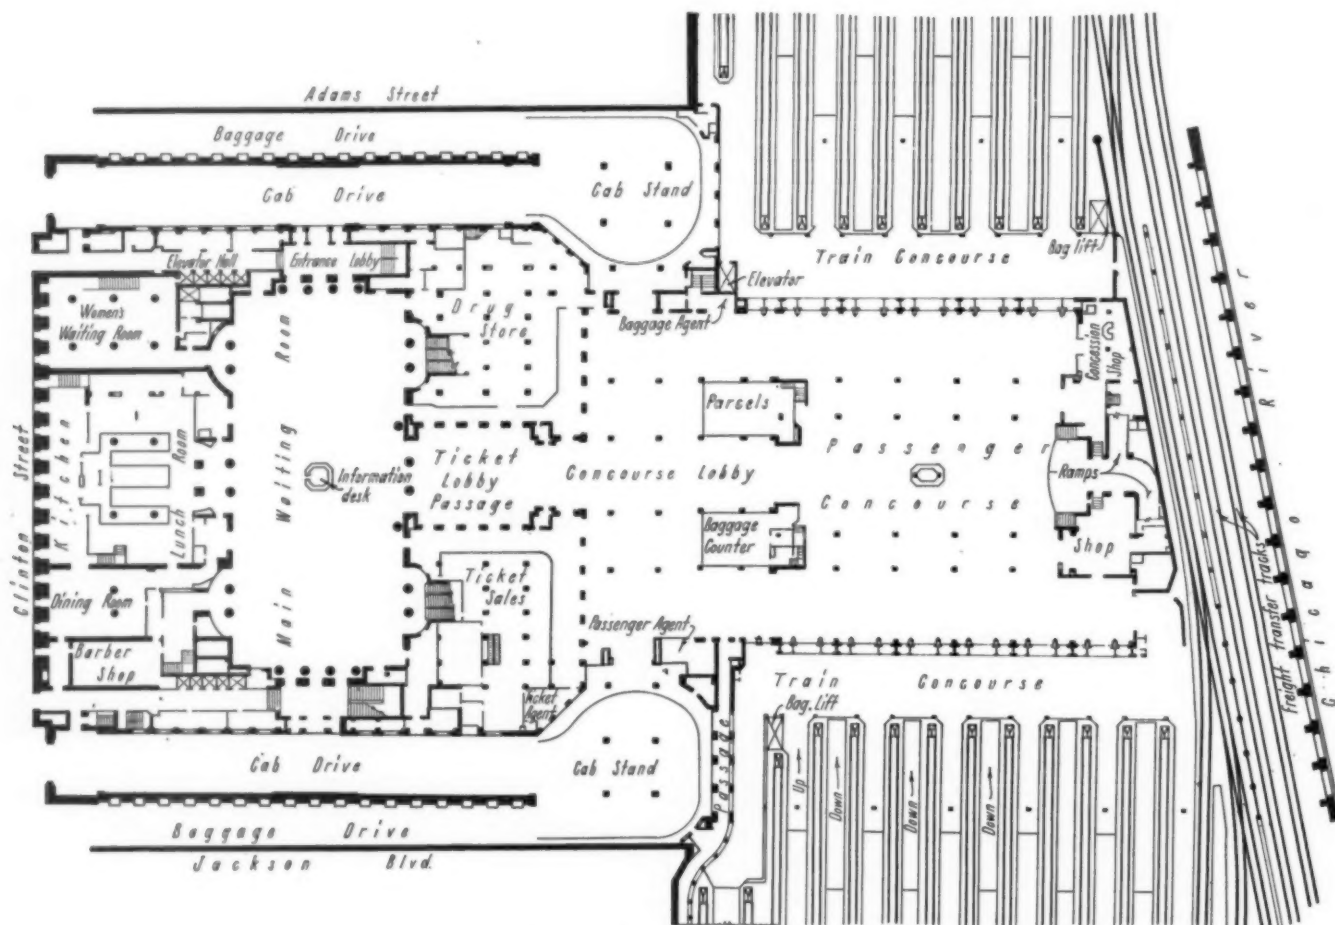 Adams Street
Baggage Drive
Cab Drive
Cab Stand
Elevator Hall
Entrance Lobby
Women's
Waiting Room
Drug
Store
Train Concourse
Bag lift
Elevator
Baggage Agent
Concession
Shop
Parcels
Clinton Street
Kitchen
Lunch Room
Main Waiting Room
Information
desk
Ticket
Lobby
Passage
Concourse Lobby
Passenger
Concourse
Ramps
Baggage
Counter
Shop
Dining Room
Barber
Shop
Ticket
Sales
Passenger Agent
Ticket
Agent
Train Concourse
Bag. Lift
Passage
Up
Down
Down
Down
Cab Drive
Cab Stand
Baggage Drive
Jackson Blvd.
Freight transfer tracks
Chicago River